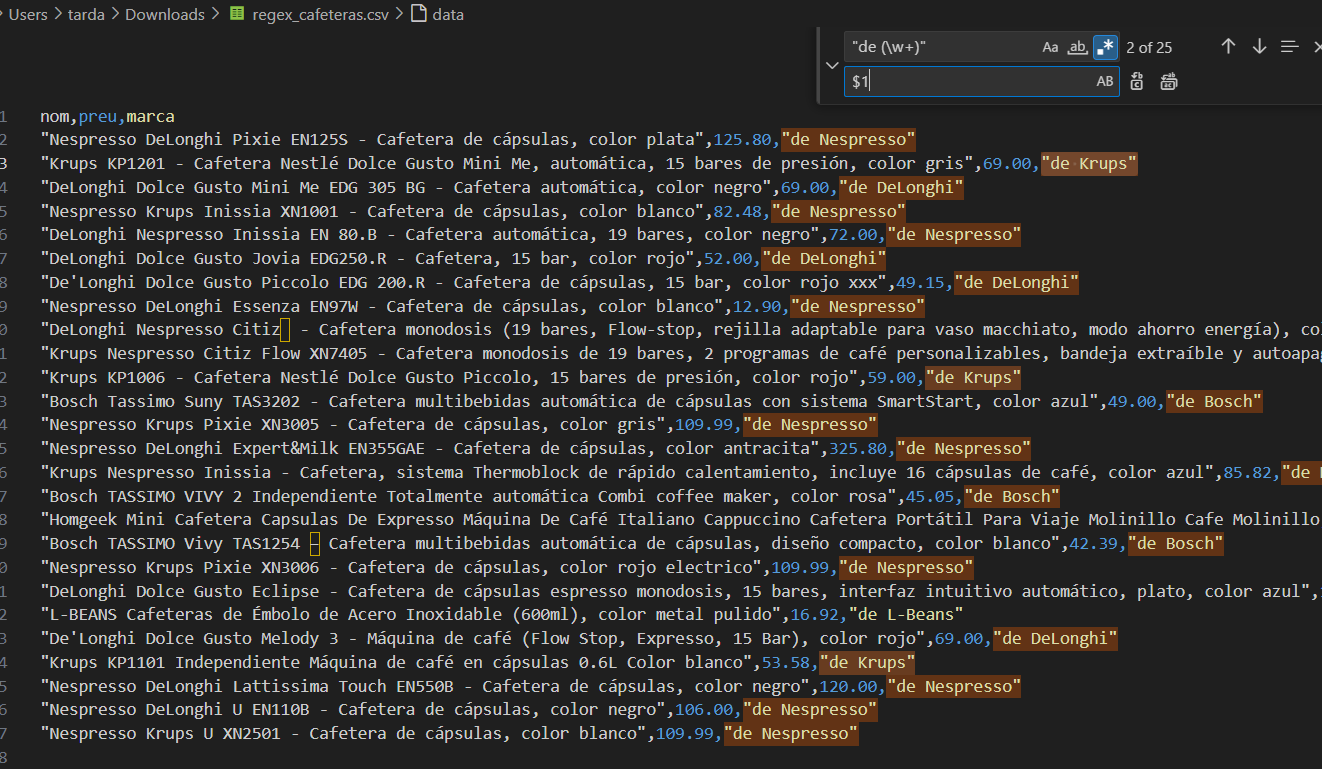 Users > tarda > Downloads > regex_cafeteras.csv > data
"de (\w+)" Aa ab .* 2 of 25
$1 AB
1 nom,preu,marca
2 "Nespresso DeLonghi Pixie EN125S - Cafetera de cápsulas, color plata",125.80,"de Nespresso"
3 "Krups KP1201 - Cafetera Nestlé Dolce Gusto Mini Me, automática, 15 bares de presión, color gris",69.00,"de Krups"
4 "DeLonghi Dolce Gusto Mini Me EDG 305 BG - Cafetera automática, color negro",69.00,"de DeLonghi"
5 "Nespresso Krups Inissia XN1001 - Cafetera de cápsulas, color blanco",82.48,"de Nespresso"
6 "DeLonghi Nespresso Inissia EN 80.B - Cafetera automática, 19 bares, color negro",72.00,"de Nespresso"
7 "DeLonghi Dolce Gusto Jovia EDG250.R - Cafetera, 15 bar, color rojo",52.00,"de DeLonghi"
8 "De'Longhi Dolce Gusto Piccolo EDG 200.R - Cafetera de cápsulas, 15 bar, color rojo xxx",49.15,"de DeLonghi"
9 "Nespresso DeLonghi Essenza EN97W - Cafetera de cápsulas, color blanco",12.90,"de Nespresso"
0 "DeLonghi Nespresso Citiz - Cafetera monodosis (19 bares, Flow-stop, rejilla adaptable para vaso macchiato, modo ahorro energía), co
1 "Krups Nespresso Citiz Flow XN7405 - Cafetera monodosis de 19 bares, 2 programas de café personalizables, bandeja extraíble y autoapag
2 "Krups KP1006 - Cafetera Nestlé Dolce Gusto Piccolo, 15 bares de presión, color rojo",59.00,"de Krups"
3 "Bosch Tassimo Suny TAS3202 - Cafetera multibebidas automática de cápsulas con sistema SmartStart, color azul",49.00,"de Bosch"
4 "Nespresso Krups Pixie XN3005 - Cafetera de cápsulas, color gris",109.99,"de Nespresso"
5 "Nespresso DeLonghi Expert&Milk EN355GAE - Cafetera de cápsulas, color antracita",325.80,"de Nespresso"
6 "Krups Nespresso Inissia - Cafetera, sistema Thermoblock de rápido calentamiento, incluye 16 cápsulas de café, color azul",85.82,"de
7 "Bosch TASSIMO VIVY 2 Independiente Totalmente automática Combi coffee maker, color rosa",45.05,"de Bosch"
8 "Homgeek Mini Cafetera Capsulas De Expresso Máquina De Café Italiano Cappuccino Cafetera Portátil Para Viaje Molinillo Cafe Molinillo
9 "Bosch TASSIMO Vivy TAS1254 – Cafetera multibebidas automática de cápsulas, diseño compacto, color blanco",42.39,"de Bosch"
0 "Nespresso Krups Pixie XN3006 - Cafetera de cápsulas, color rojo electrico",109.99,"de Nespresso"
1 "DeLonghi Dolce Gusto Eclipse - Cafetera de cápsulas espresso monodosis, 15 bares, interfaz intuitivo automático, plato, color azul",
2 "L-BEANS Cafeteras de Émbolo de Acero Inoxidable (600ml), color metal pulido",16.92,"de L-Beans"
3 "De'Longhi Dolce Gusto Melody 3 - Máquina de café (Flow Stop, Expresso, 15 Bar), color rojo",69.00,"de DeLonghi"
4 "Krups KP1101 Independiente Máquina de café en cápsulas 0.6L Color blanco",53.58,"de Krups"
5 "Nespresso DeLonghi Lattissima Touch EN550B - Cafetera de cápsulas, color negro",120.00,"de Nespresso"
6 "Nespresso DeLonghi U EN110B - Cafetera de cápsulas, color negro",106.00,"de Nespresso"
7 "Nespresso Krups U XN2501 - Cafetera de cápsulas, color blanco",109.99,"de Nespresso"
8